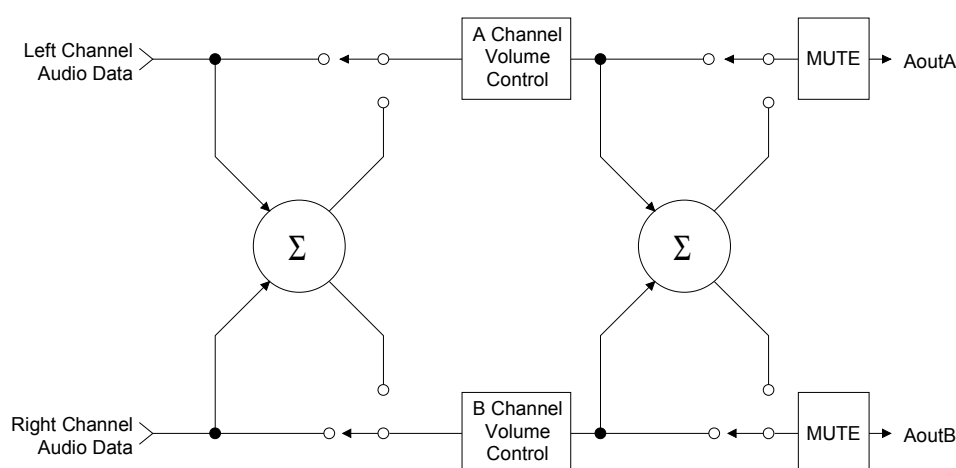 Left Channel
Audio Data
A Channel
Volume
Control
MUTE
AoutA
Σ
Σ
Right Channel
Audio Data
B Channel
Volume
Control
MUTE
AoutB